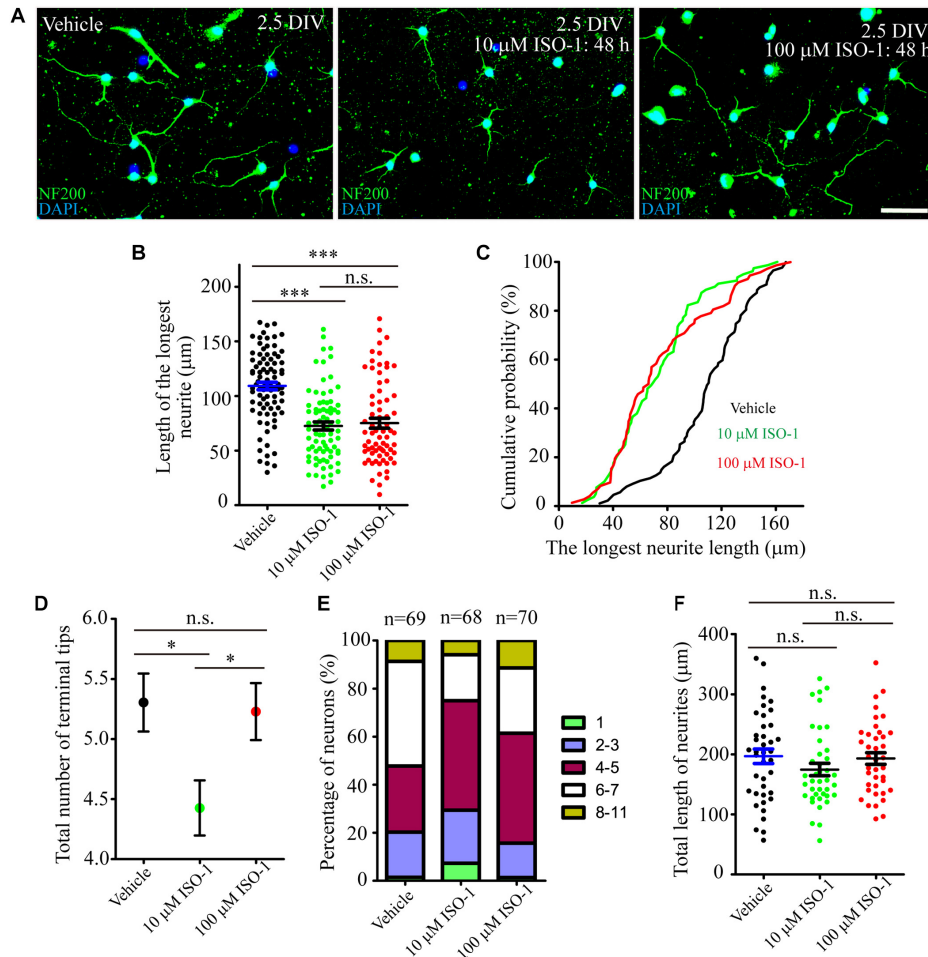 A
Vehicle
2.5 DIV
NF200
DAPI
2.5 DIV
10 μM ISO-1: 48 h
NF200
DAPI
2.5 DIV
100 μM ISO-1: 48 h
NF200
DAPI
B
***
n.s.
***
Length of the longest
neurite (μm)
200
150
100
50
0
Vehicle
10 μM ISO-1
100 μM ISO-1
C
Cumulative probability (%)
100
80
60
40
20
0
Vehicle
10 μM ISO-1
100 μM ISO-1
0
40
80
120
160
The longest neurite length (μm)
D
n.s.
*
*
Total number of terminal tips
6.0
5.5
5.0
4.5
4.0
Vehicle
10 μM ISO-1
100 μM ISO-1
E
n=69
n=68
n=70
Percentage of neurons (%)
100
80
60
40
20
0
1
2-3
4-5
6-7
8-11
Vehicle
10 μM ISO-1
100 μM ISO-1
F
n.s.
n.s.
n.s.
Total length of neurites (μm)
400
300
200
100
0
Vehicle
10 μM ISO-1
100 μM ISO-1